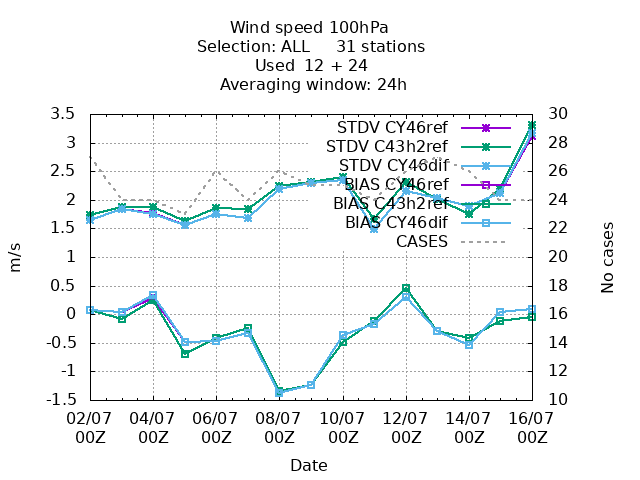 Wind speed 100hPa
Selection: ALL 31 stations
Used 12 + 24
Averaging window: 24h
STDV CY46ref
STDV C43h2ref
STDV CY46dif
BIAS CY46ref
BIAS C43h2ref
BIAS CY46dif
CASES
3.5
3
2.5
2
1.5
1
0.5
0
-0.5
-1
-1.5
m/s
30
28
26
24
22
20
18
16
14
12
10
No cases
02/07 04/07 06/07 08/07 10/07 12/07 14/07 16/07
00Z 00Z 00Z 00Z 00Z 00Z 00Z 00Z
Date